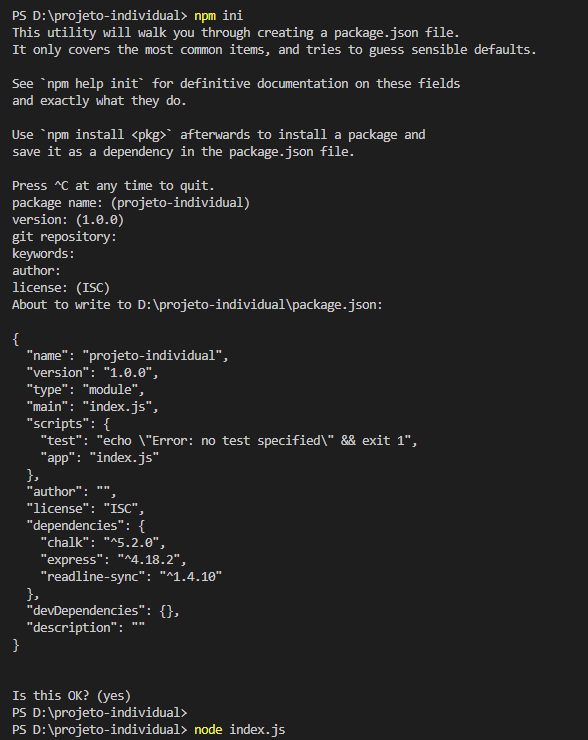 PS D:\projeto-individual> npm ini
This utility will walk you through creating a package.json file.
It only covers the most common items, and tries to guess sensible defaults.

See `npm help init` for definitive documentation on these fields
and exactly what they do.

Use `npm install <pkg>` afterwards to install a package and
save it as a dependency in the package.json file.

Press ^C at any time to quit.
package name: (projeto-individual)
version: (1.0.0)
git repository:
keywords:
author:
license: (ISC)
About to write to D:\projeto-individual\package.json:

{
  "name": "projeto-individual",
  "version": "1.0.0",
  "type": "module",
  "main": "index.js",
  "scripts": {
    "test": "echo \"Error: no test specified\" && exit 1",
    "app": "index.js"
  },
  "author": "",
  "license": "ISC",
  "dependencies": {
    "chalk": "^5.2.0",
    "express": "^4.18.2",
    "readline-sync": "^1.4.10"
  },
  "devDependencies": {},
  "description": ""
}


Is this OK? (yes)
PS D:\projeto-individual>
PS D:\projeto-individual> node index.js